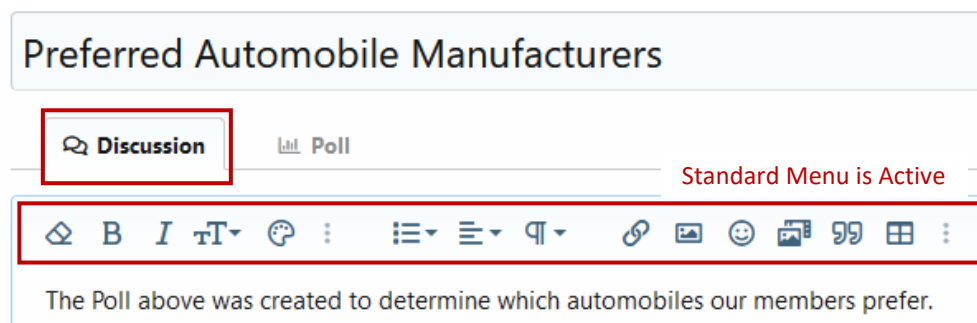 Preferred Automobile Manufacturers
Discussion Poll
Standard Menu is Active
B I TT
The Poll above was created to determine which automobiles our members prefer.